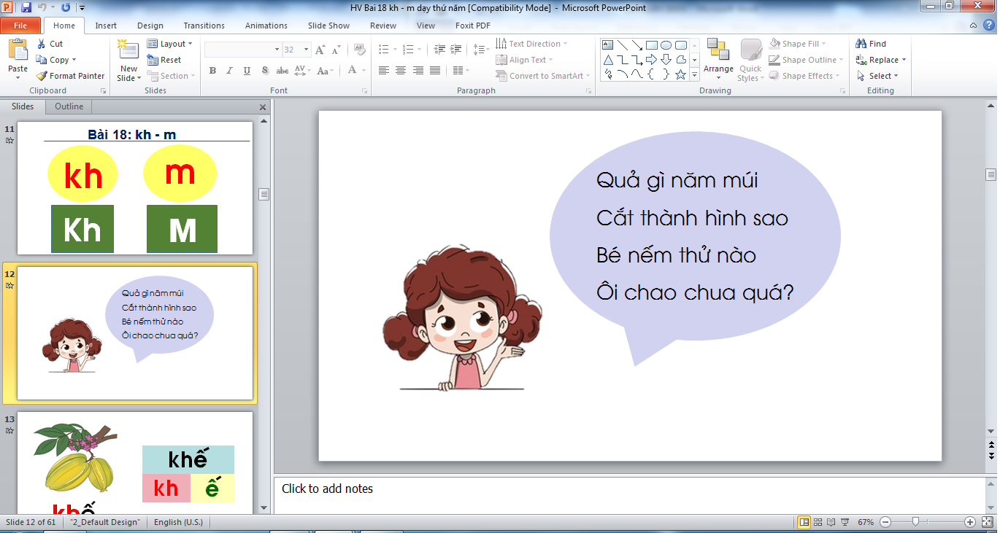 HV Bai 18 kh - m dạy thứ năm [Compatibility Mode] - Microsoft PowerPoint
File Home Insert Design Transitions Animations Slide Show Review View Foxit PDF
Paste
Cut
Copy
Format Painter
Clipboard
New Slide
Layout
Reset
Section
Slides
32
B I U S abc AV Aa A
Font
Text Direction
Align Text
Convert to SmartArt
Paragraph
Arrange
Quick Styles
Shape Fill
Shape Outline
Shape Effects
Drawing
Find
Replace
Select
Editing
Slides Outline
11
Bài 18: kh - m
kh m
Kh M
12
Quả gì năm múi
Cắt thành hình sao
Bé nếm thử nào
Ôi chao chua quá?
13
khế
kh ế
khế
Quả gì năm múi
Cắt thành hình sao
Bé nếm thử nào
Ôi chao chua quá?
Click to add notes
Slide 12 of 61 "2_Default Design" English (U.S.) 67%